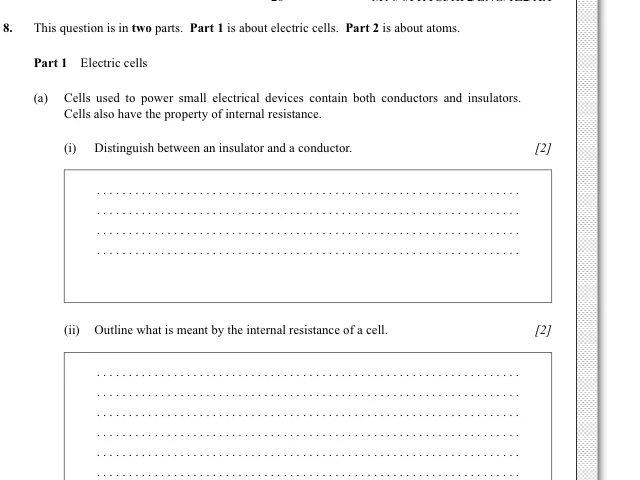 8. This question is in two parts. Part 1 is about electric cells. Part 2 is about atoms.
Part 1 Electric cells
(a) Cells used to power small electrical devices contain both conductors and insulators.
Cells also have the property of internal resistance.
(i) Distinguish between an insulator and a conductor. [2]
(ii) Outline what is meant by the internal resistance of a cell. [2]